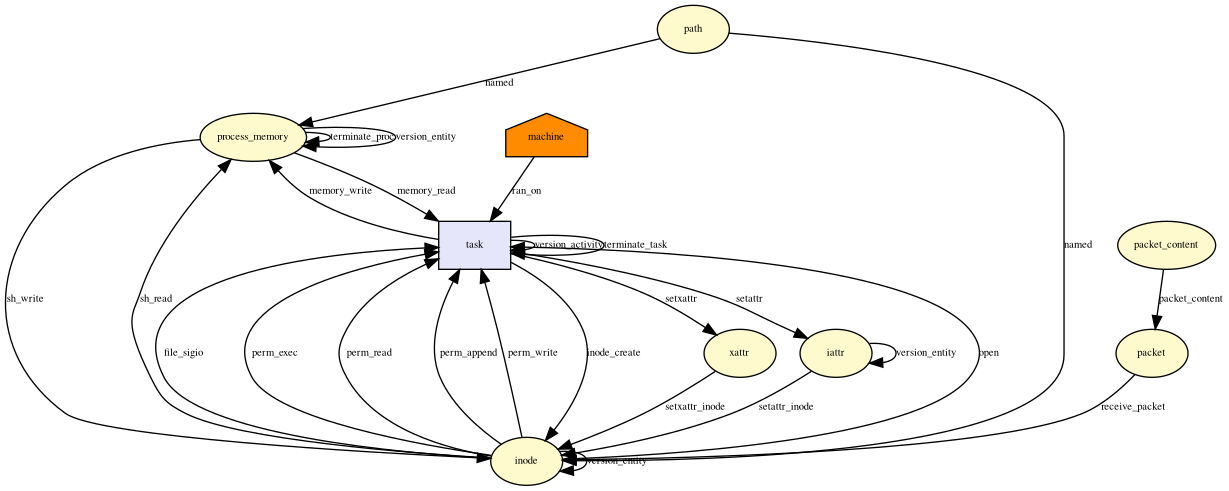 path
named
process_memory
terminate_proc
version_entity
machine
memory_write
memory_read
ran_on
task
version_activity
terminate_task
named
packet_content
sh_write
sh_read
setxattr
setattr
packet_content
file_sigio
perm_exec
perm_read
perm_append
perm_write
inode_create
xattr
iattr
version_entity
open
packet
setxattr_inode
setattr_inode
receive_packet
inode
version_entity